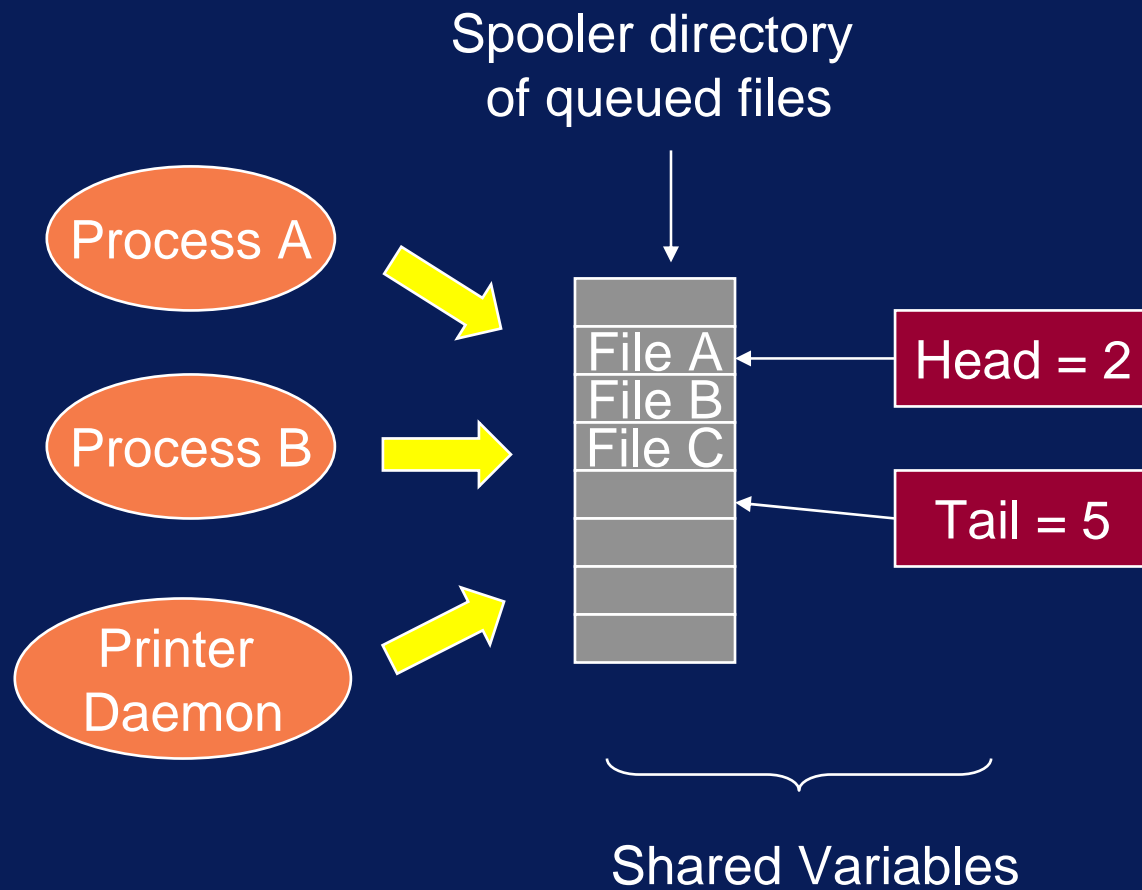 Spooler directory
of queued files
Process A
File A
Head = 2
File B
Process B
File C
Tail = 5
Printer
Daemon
Shared Variables